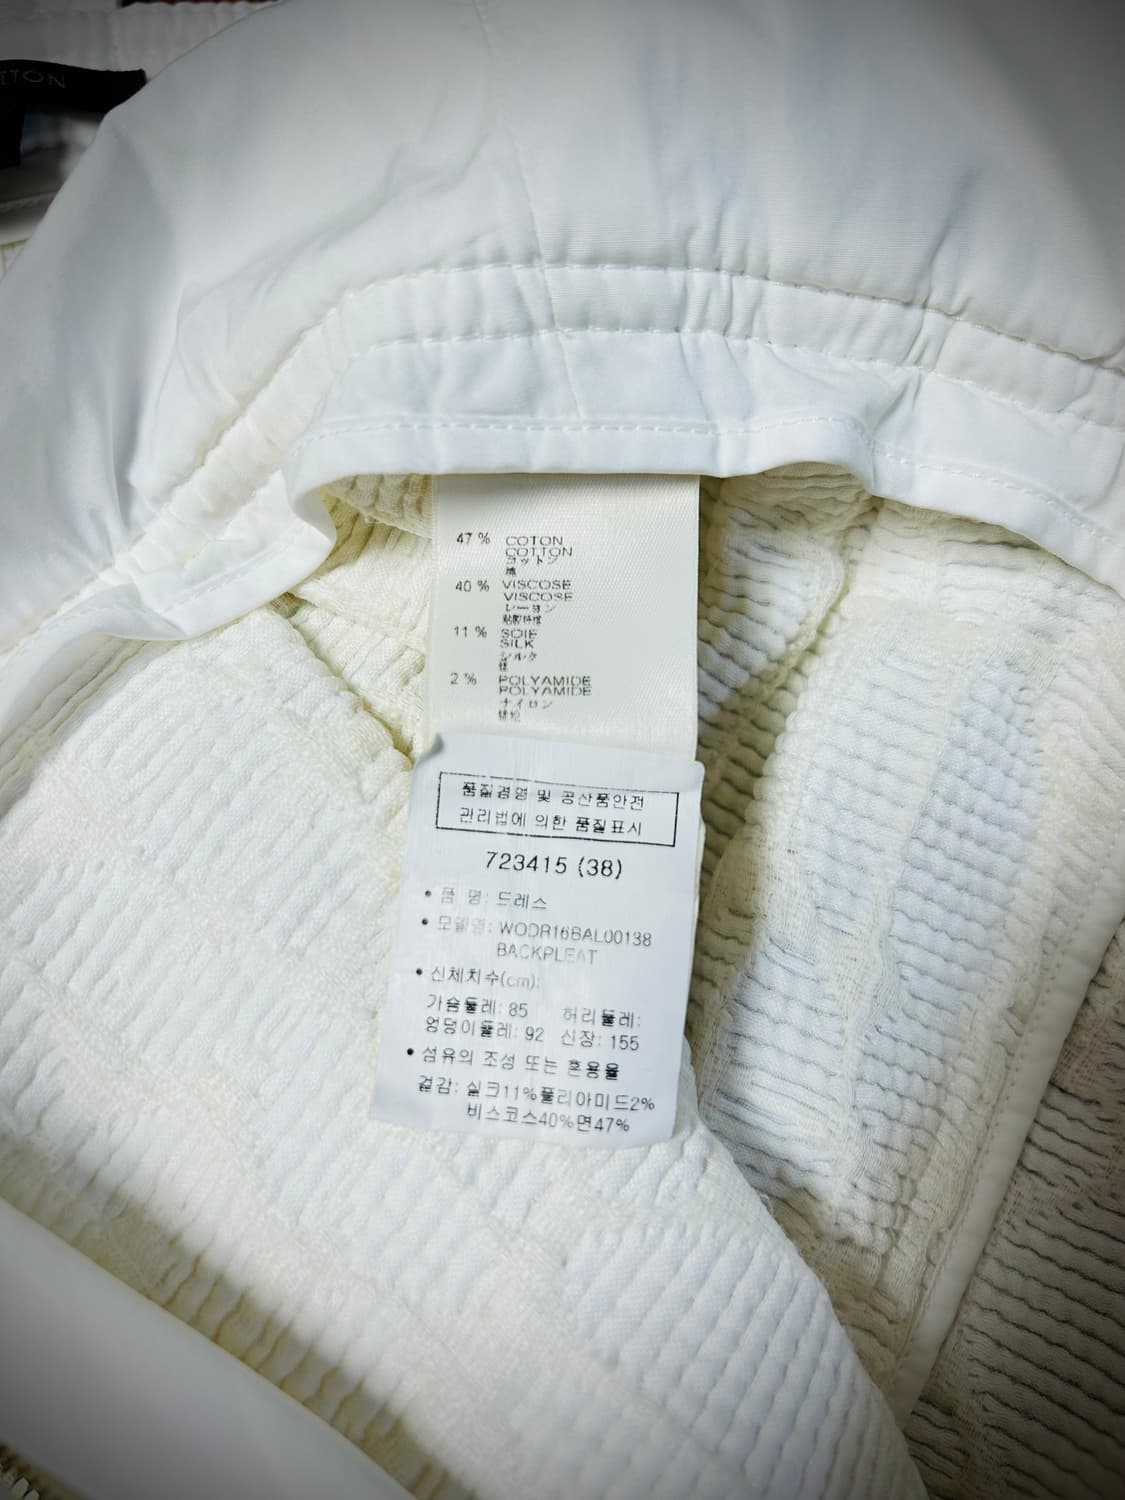 TTON
47 % COTON
COTTON
コットン
綿
40 % VISCOSE
VISCOSE
レーヨン
11 % SOIE
SILK
シルク
2 % POLYAMIDE
POLYAMIDE
ナイロン
품질경영 및 공산품안전
관리법에 의한 품질표시
723415 (38)
• 품 명: 드레스
• 모델명: WODR16BAL00138
BACKPLEAT
• 신체치수(cm):
가슴둘레: 85 허리둘레:
엉덩이둘레: 92 신장: 155
• 섬유의 조성 또는 혼용율
겉감: 실크11%폴리아미드2%
비스코스40%면47%